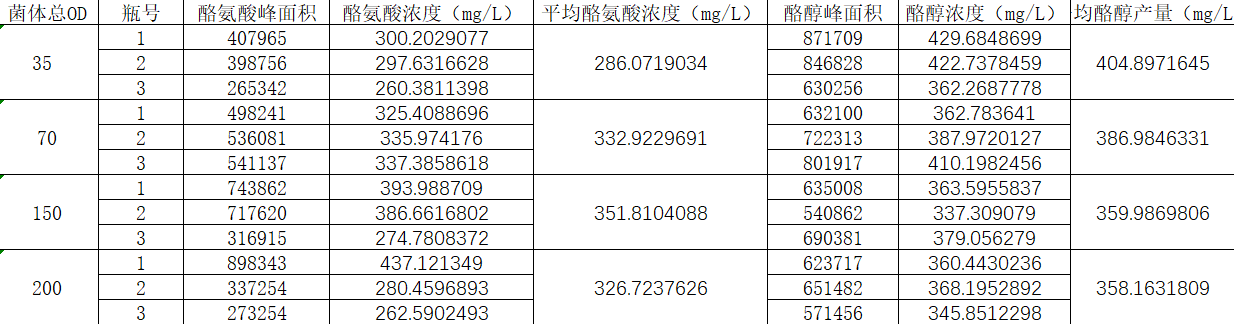 菌体总OD 瓶号 酪氨酸峰面积 酪氨酸浓度（mg/L） 平均酪氨酸浓度（mg/L） 酪醇峰面积 酪醇浓度（mg/L） 均酪醇产量（mg/L
35 1 407965 300.2029077 286.0719034 871709 429.6848699 404.8971645
2 398756 297.6316628 846828 422.7378459
3 265342 260.3811398 630256 362.2687778
70 1 498241 325.4088696 332.9229691 632100 362.783641 386.9846331
2 536081 335.974176 722313 387.9720127
3 541137 337.3858618 801917 410.1982456
150 1 743862 393.988709 351.8104088 635008 363.5955837 359.9869806
2 717620 386.6616802 540862 337.309079
3 316915 274.7808372 690381 379.056279
200 1 898343 437.121349 326.7237626 623717 360.4430236 358.1631809
2 337254 280.4596893 651482 368.1952892
3 273254 262.5902493 571456 345.8512298